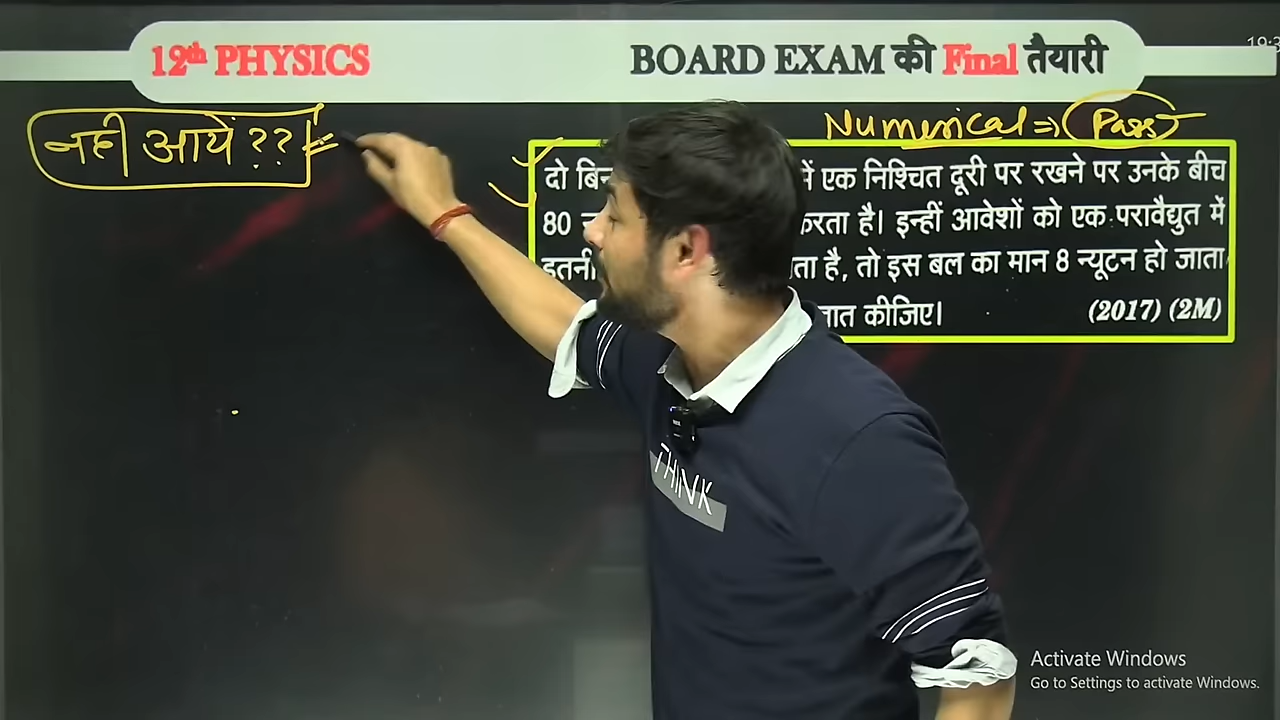 12th PHYSICS BOARD EXAM की Final तैयारी
नही आयें ??
Numerical => Pass
दो में एक निश्चित दूरी पर रखने पर उनके बीच
80 करता है। इन्हीं आवेशों को एक परावैद्युत में
इतनी है, तो इस बल का मान 8 न्यूटन हो जाता
कीजिए। (2017) (2M)
THINK
Activate Windows
Go to Settings to activate Windows.